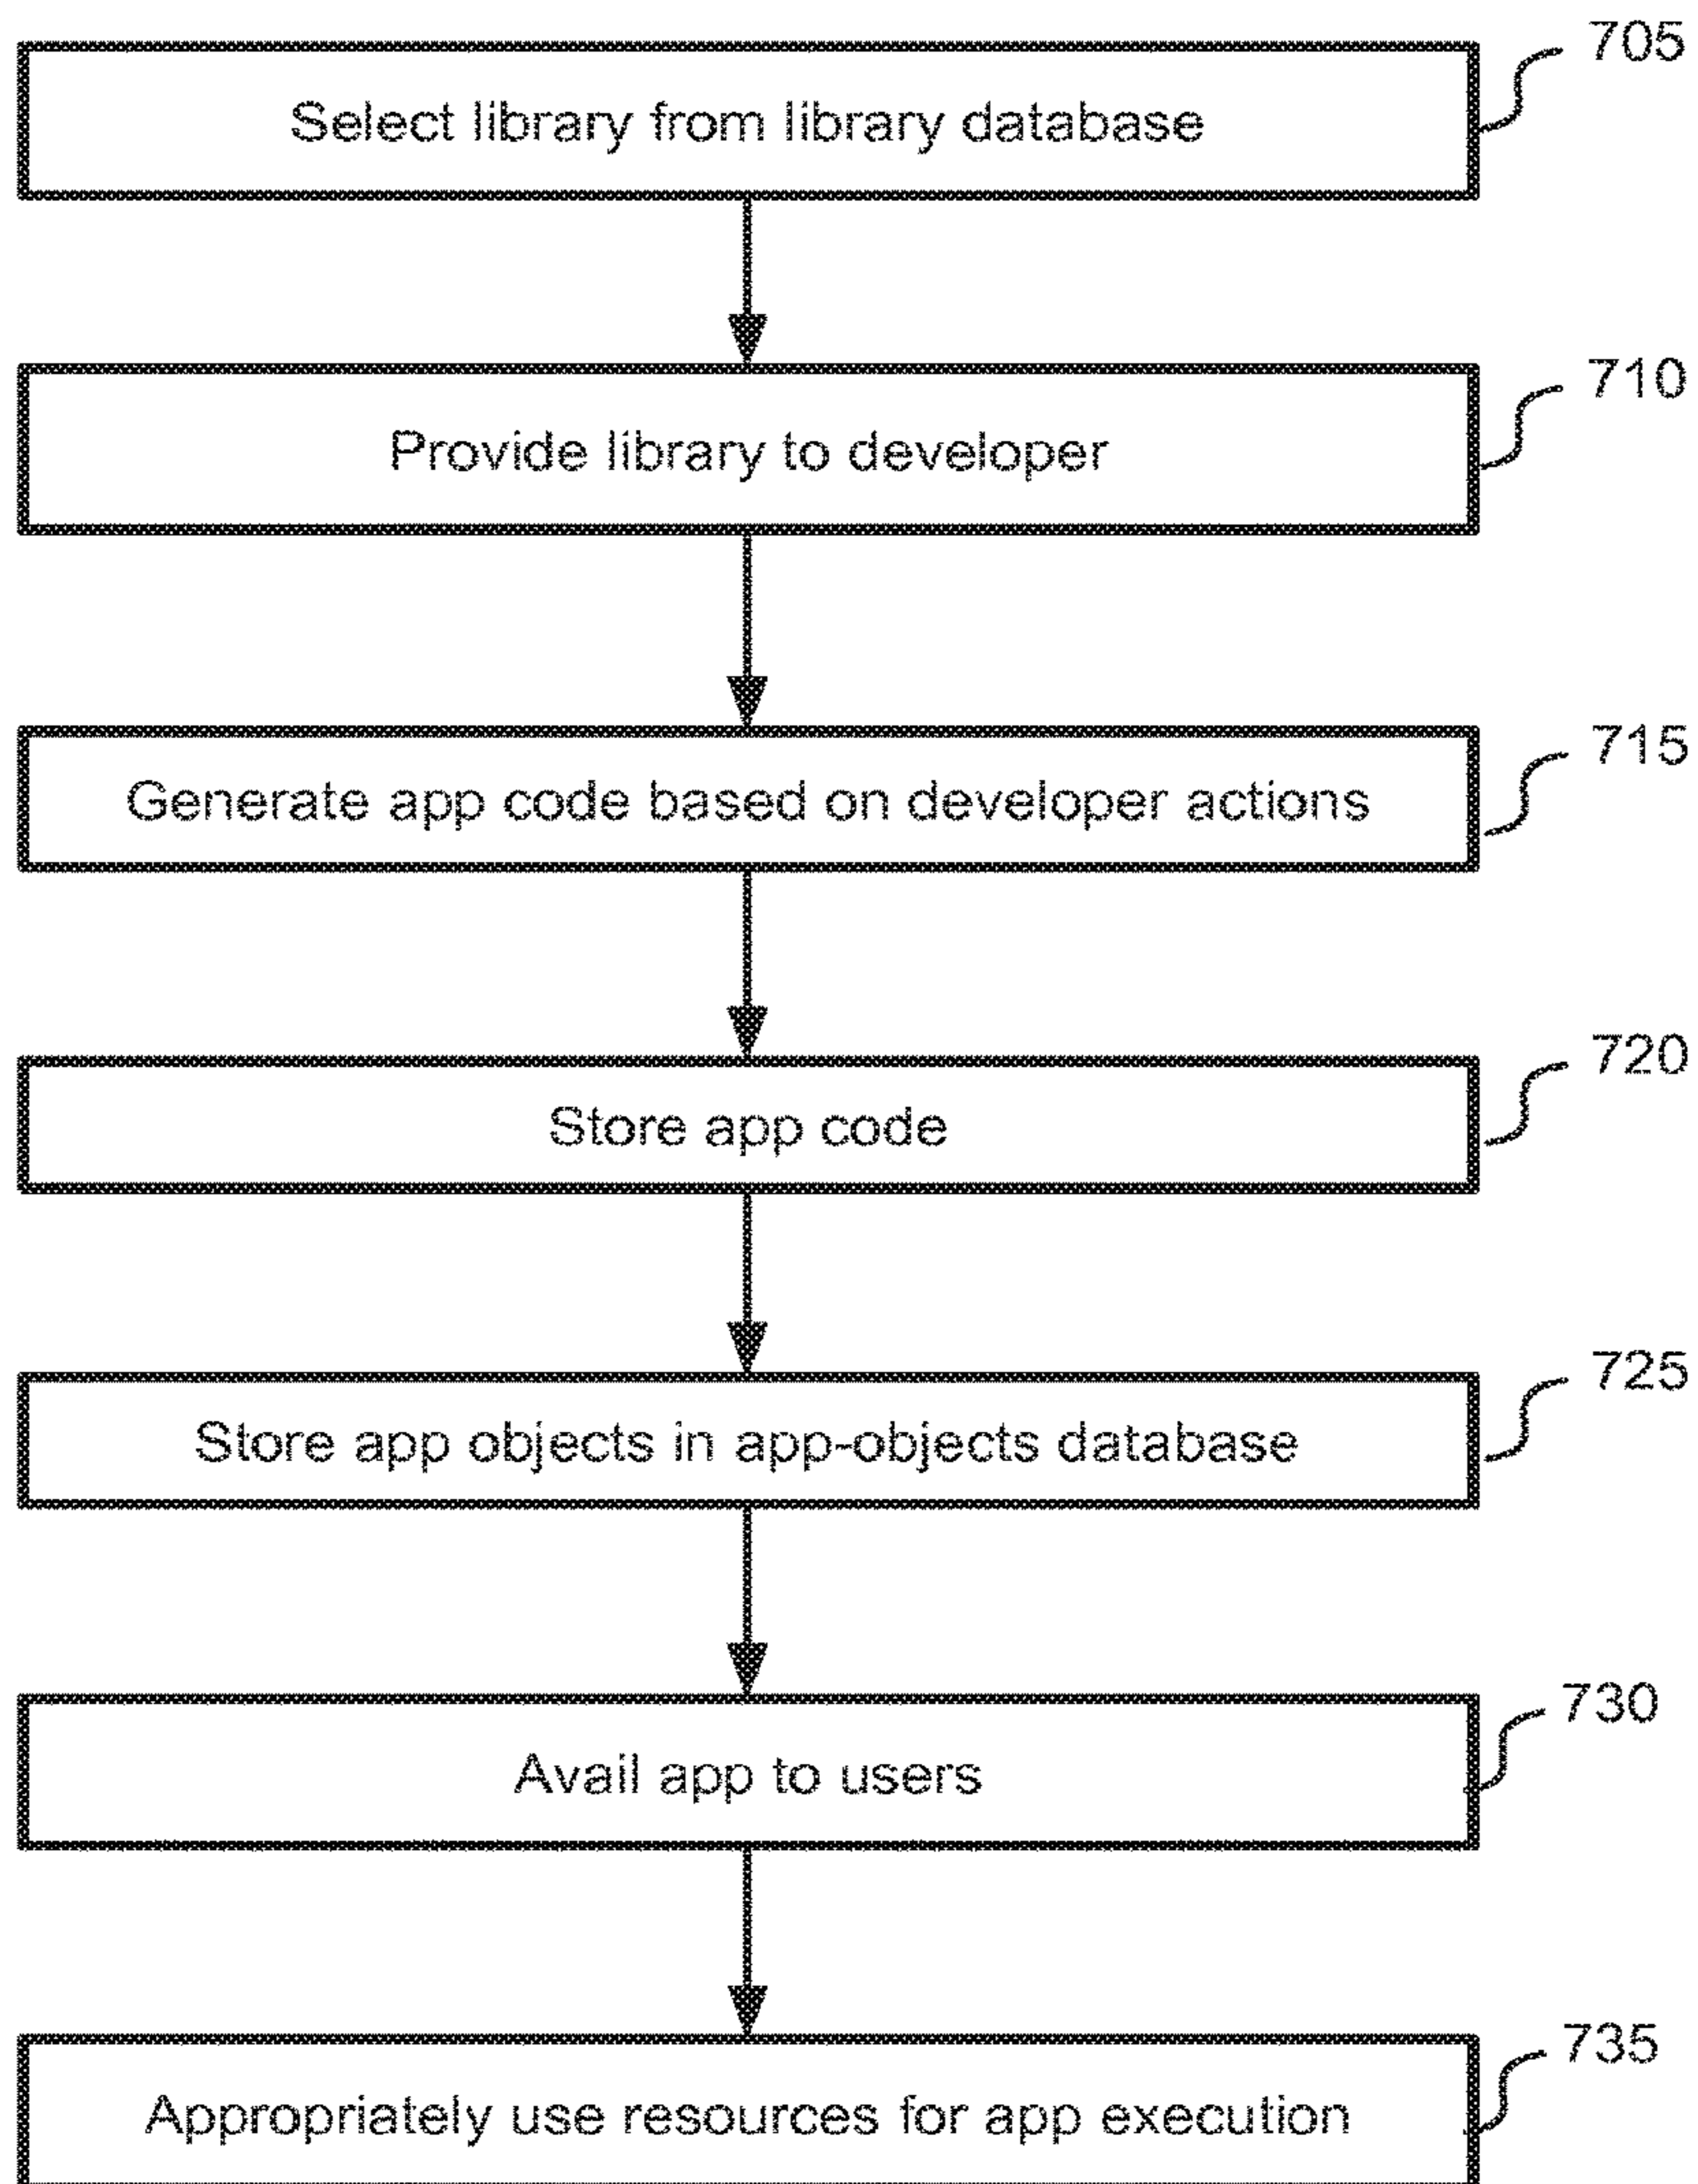 705
Select library from library database
710
Provide library to developer
715
Generate app code based on developer actions
720
Store app code
725
Store app objects in app-objects database
730
Avail app to users
735
Appropriately use resources for app execution